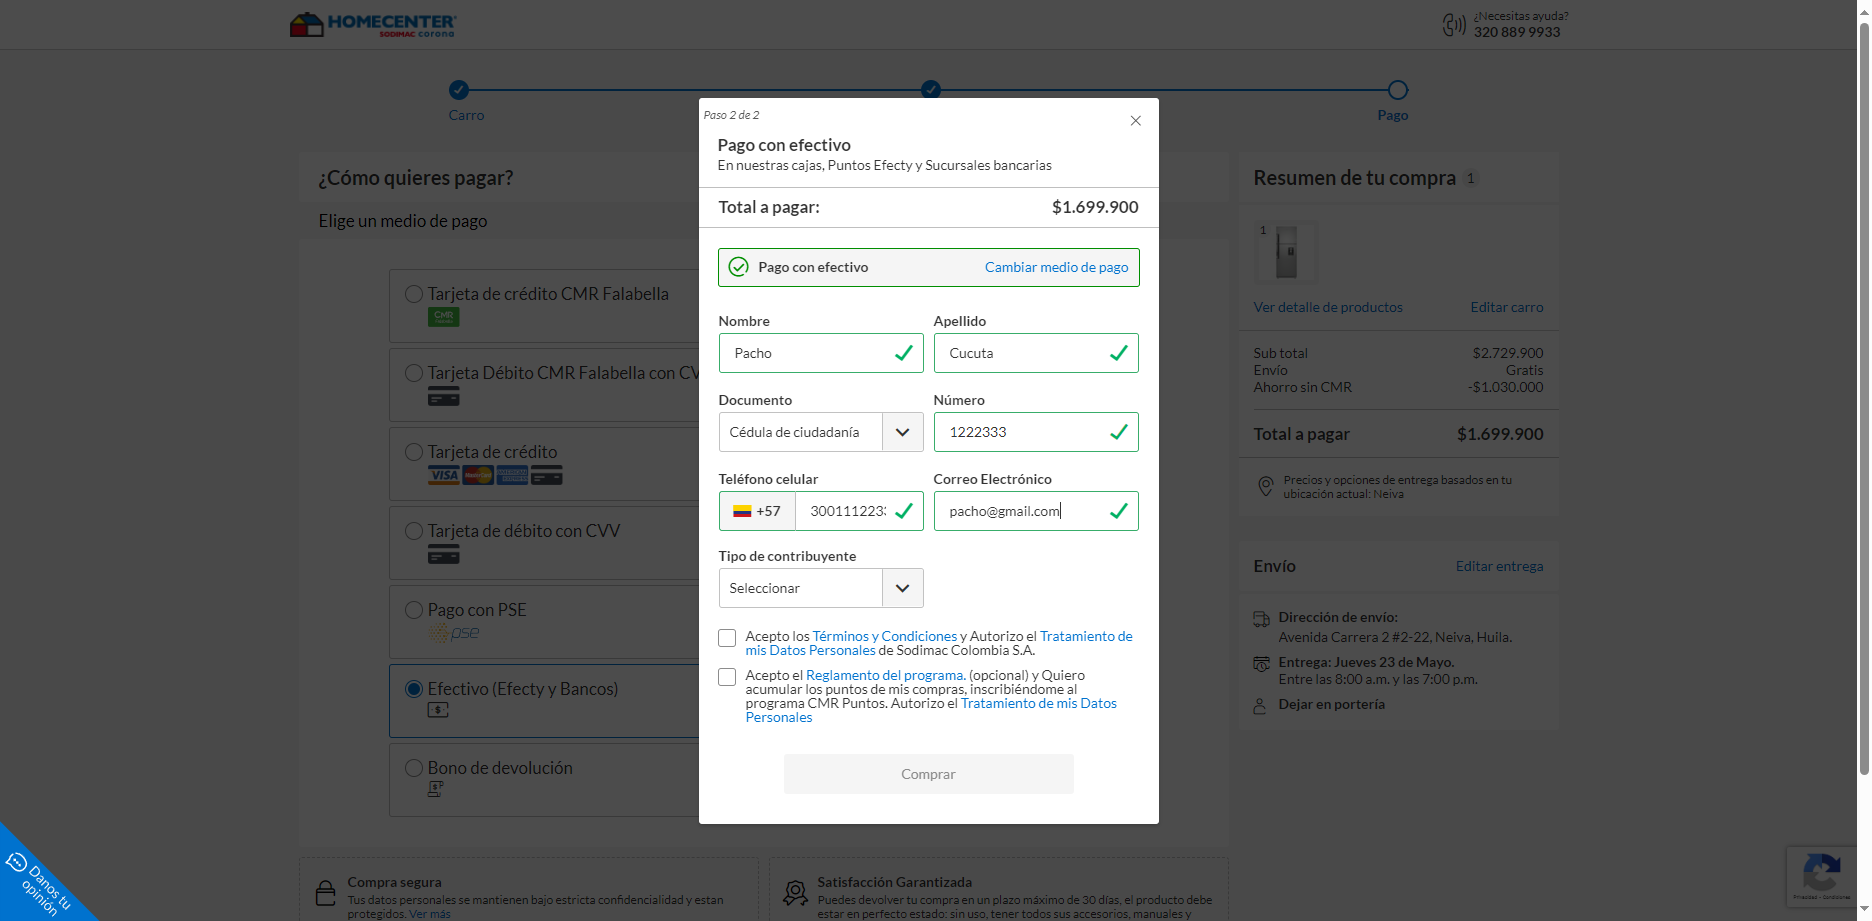 HOMECENTER
SODIMAC corona
¿Necesitas ayuda?
320 889 9933
Carro
Pago
¿Cómo quieres pagar?
Elige un medio de pago
Tarjeta de crédito CMR Falabella
CMR
Tarjeta Débito CMR Falabella con CV
Tarjeta de crédito
VISA
Tarjeta de débito con CVV
Pago con PSE
pse
Efectivo (Efecty y Bancos)
Bono de devolución
Paso 2 de 2
Pago con efectivo
En nuestras cajas, Puntos Efecty y Sucursales bancarias
Total a pagar: $1.699.900
Pago con efectivo Cambiar medio de pago
Nombre Apellido
Pacho Cucuta
Documento Número
Cédula de ciudadanía 1222333
Teléfono celular Correo Electrónico
+57 300111223 pacho@gmail.com
Tipo de contribuyente
Seleccionar
Acepto los Términos y Condiciones y Autorizo el Tratamiento de
mis Datos Personales de Sodimac Colombia S.A.
Acepto el Reglamento del programa. (opcional) y Quiero
acumular los puntos de mis compras, inscribiéndome al
programa CMR Puntos. Autorizo el Tratamiento de mis Datos
Personales
Comprar
Resumen de tu compra 1
1
Ver detalle de productos Editar carro
Sub total $2.729.900
Envío Gratis
Ahorro sin CMR -$1.030.000
Total a pagar $1.699.900
Precios y opciones de entrega basados en tu
ubicación actual: Neiva
Envío Editar entrega
Dirección de envío:
Avenida Carrera 2 #2-22, Neiva, Huila.
Entrega: Jueves 23 de Mayo.
Entre las 8:00 a.m. y las 7:00 p.m.
Dejar en portería
Compra segura
Tus datos personales se mantienen bajo estricta confidencialidad y estan
protegidos. Ver más
Satisfacción Garantizada
Puedes devolver tu compra en un plazo máximo de 30 días, el producto debe
estar en perfecto estado: sin uso, tener todos sus accesorios, manuales y
Danos tu
opinión
Privacidad - Condiciones